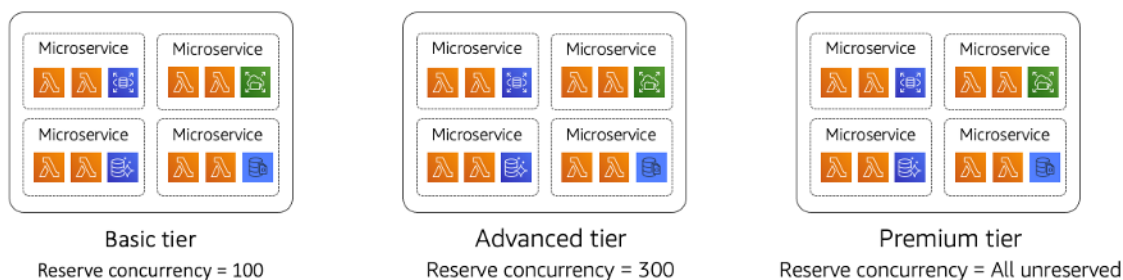 Microservice
Microservice
Microservice
Microservice
Basic tier
Reserve concurrency = 100
Microservice
Microservice
Microservice
Microservice
Advanced tier
Reserve concurrency = 300
Microservice
Microservice
Microservice
Microservice
Premium tier
Reserve concurrency = All unreserved